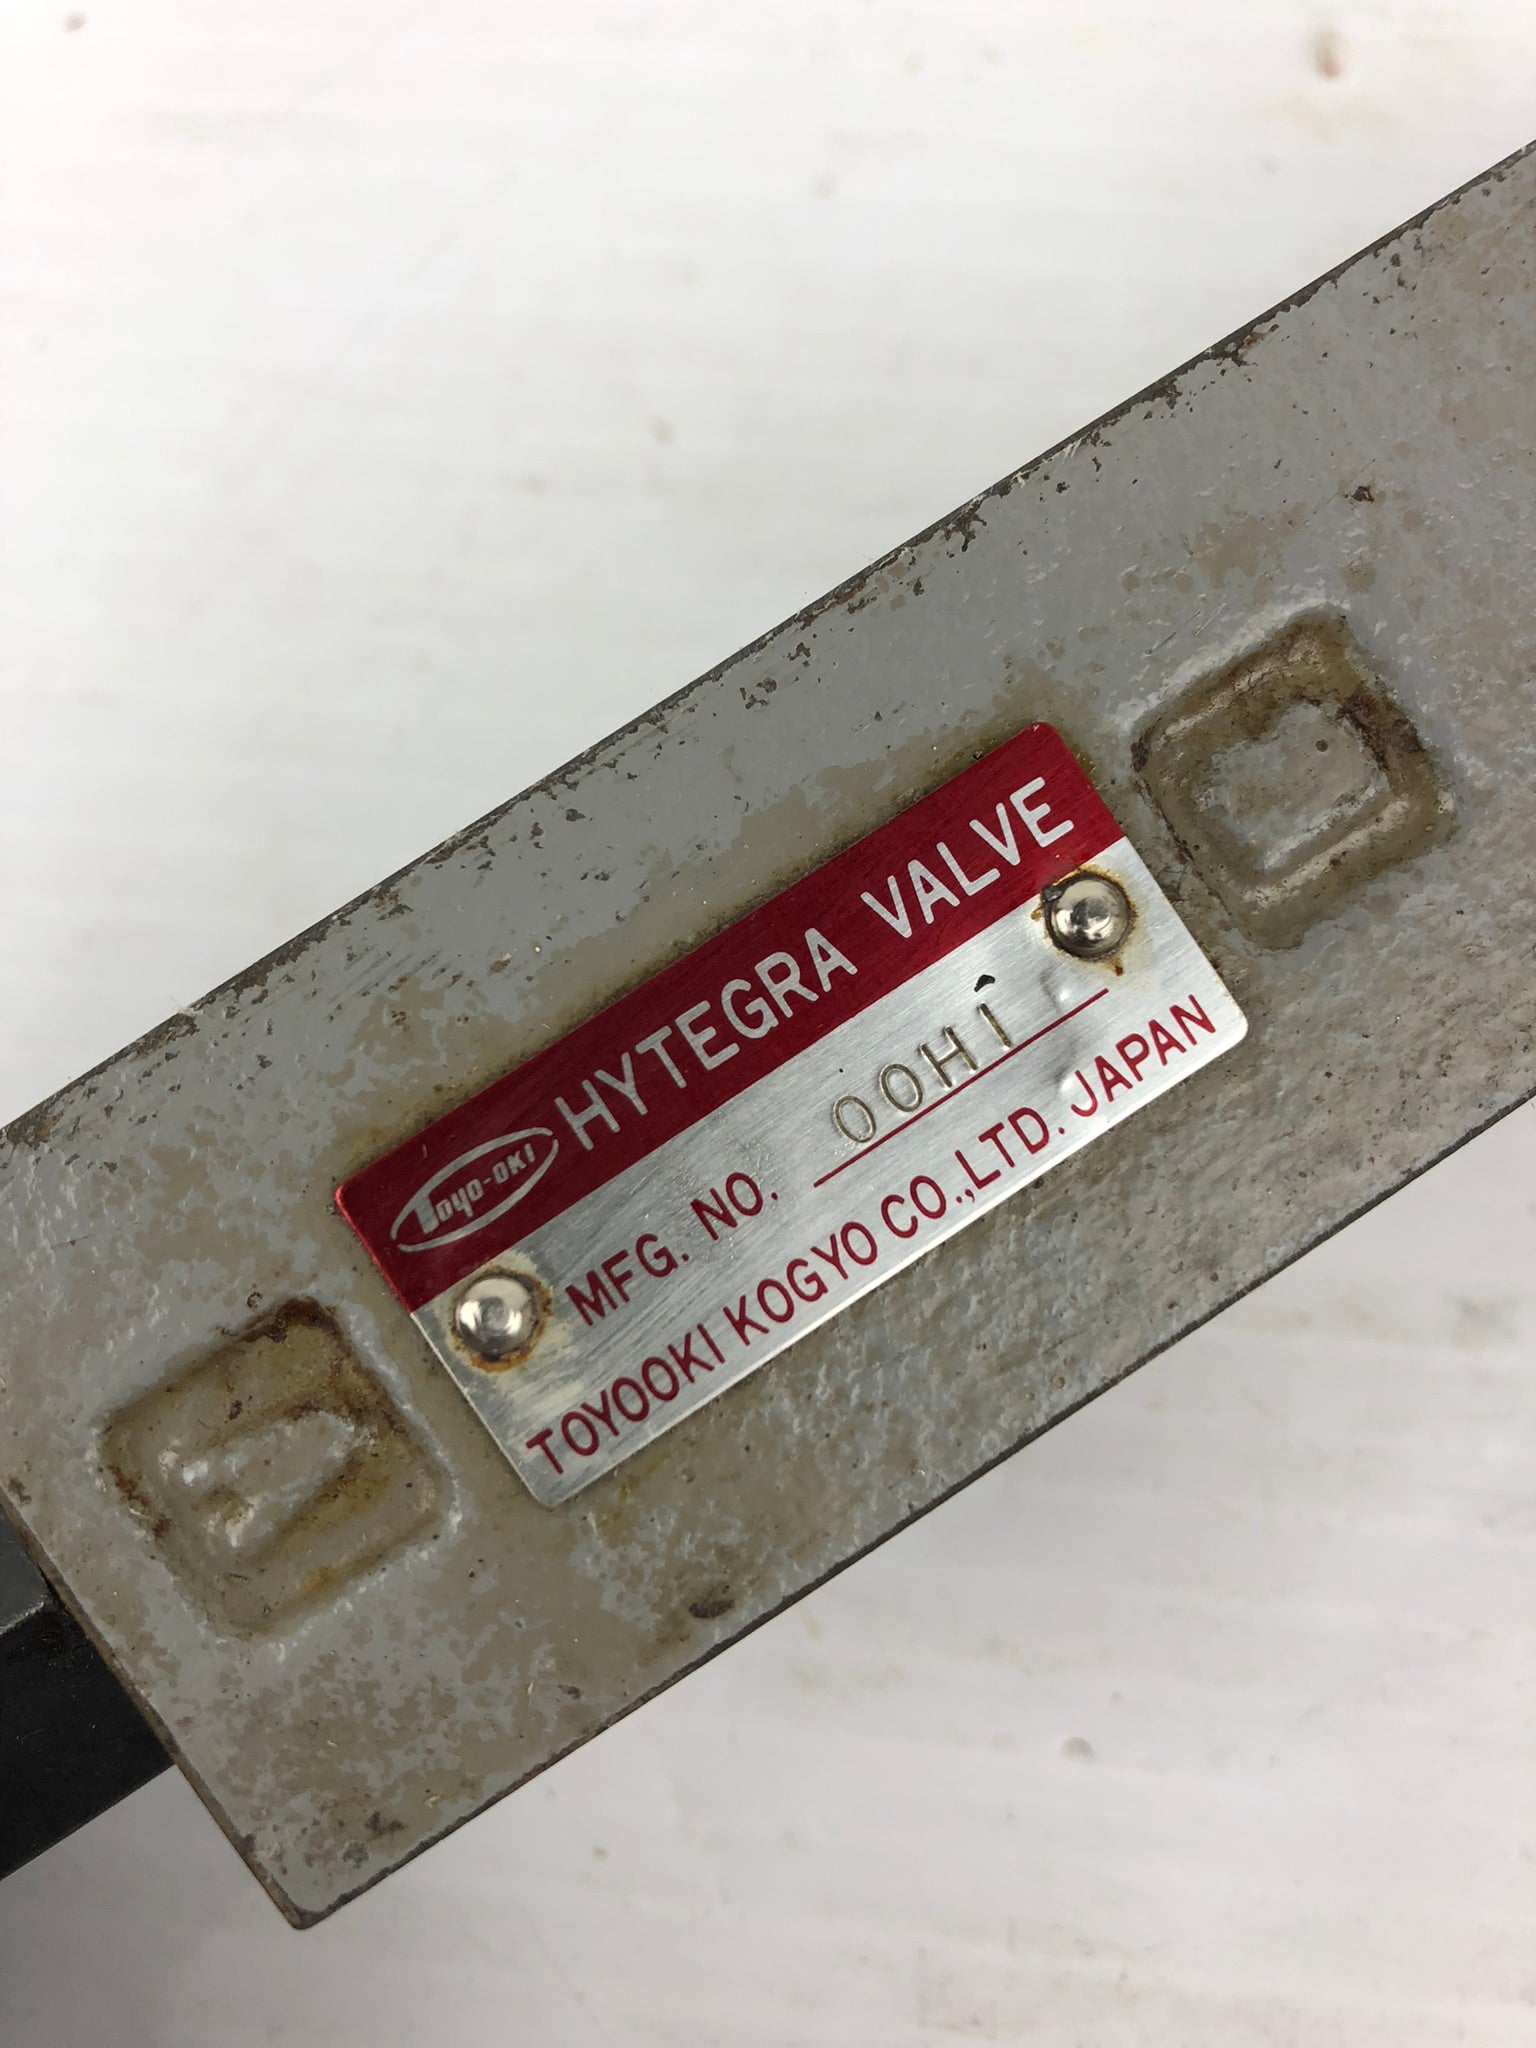 Toyo-oki HYTEGRA VALVE
MFG. NO. 00H1
TOYOOKI KOGYO CO.,LTD. JAPAN